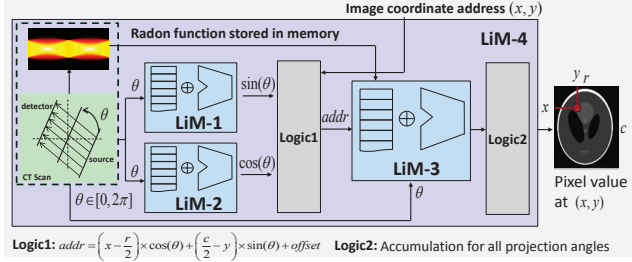 Image coordinate address (x, y)
Radon function stored in memory
LiM-4
detector
θ
source
CT Scan
θ
LiM-1
sin(θ)
θ
LiM-2
cos(θ)
Logic1
addr
LiM-3
θ
Logic2
y r
x
c
Pixel value
at (x, y)
θ∈[0,2π]
Logic1: addr = (x − r/2) × cos(θ) + (c/2 − y) × sin(θ) + offset
Logic2: Accumulation for all projection angles